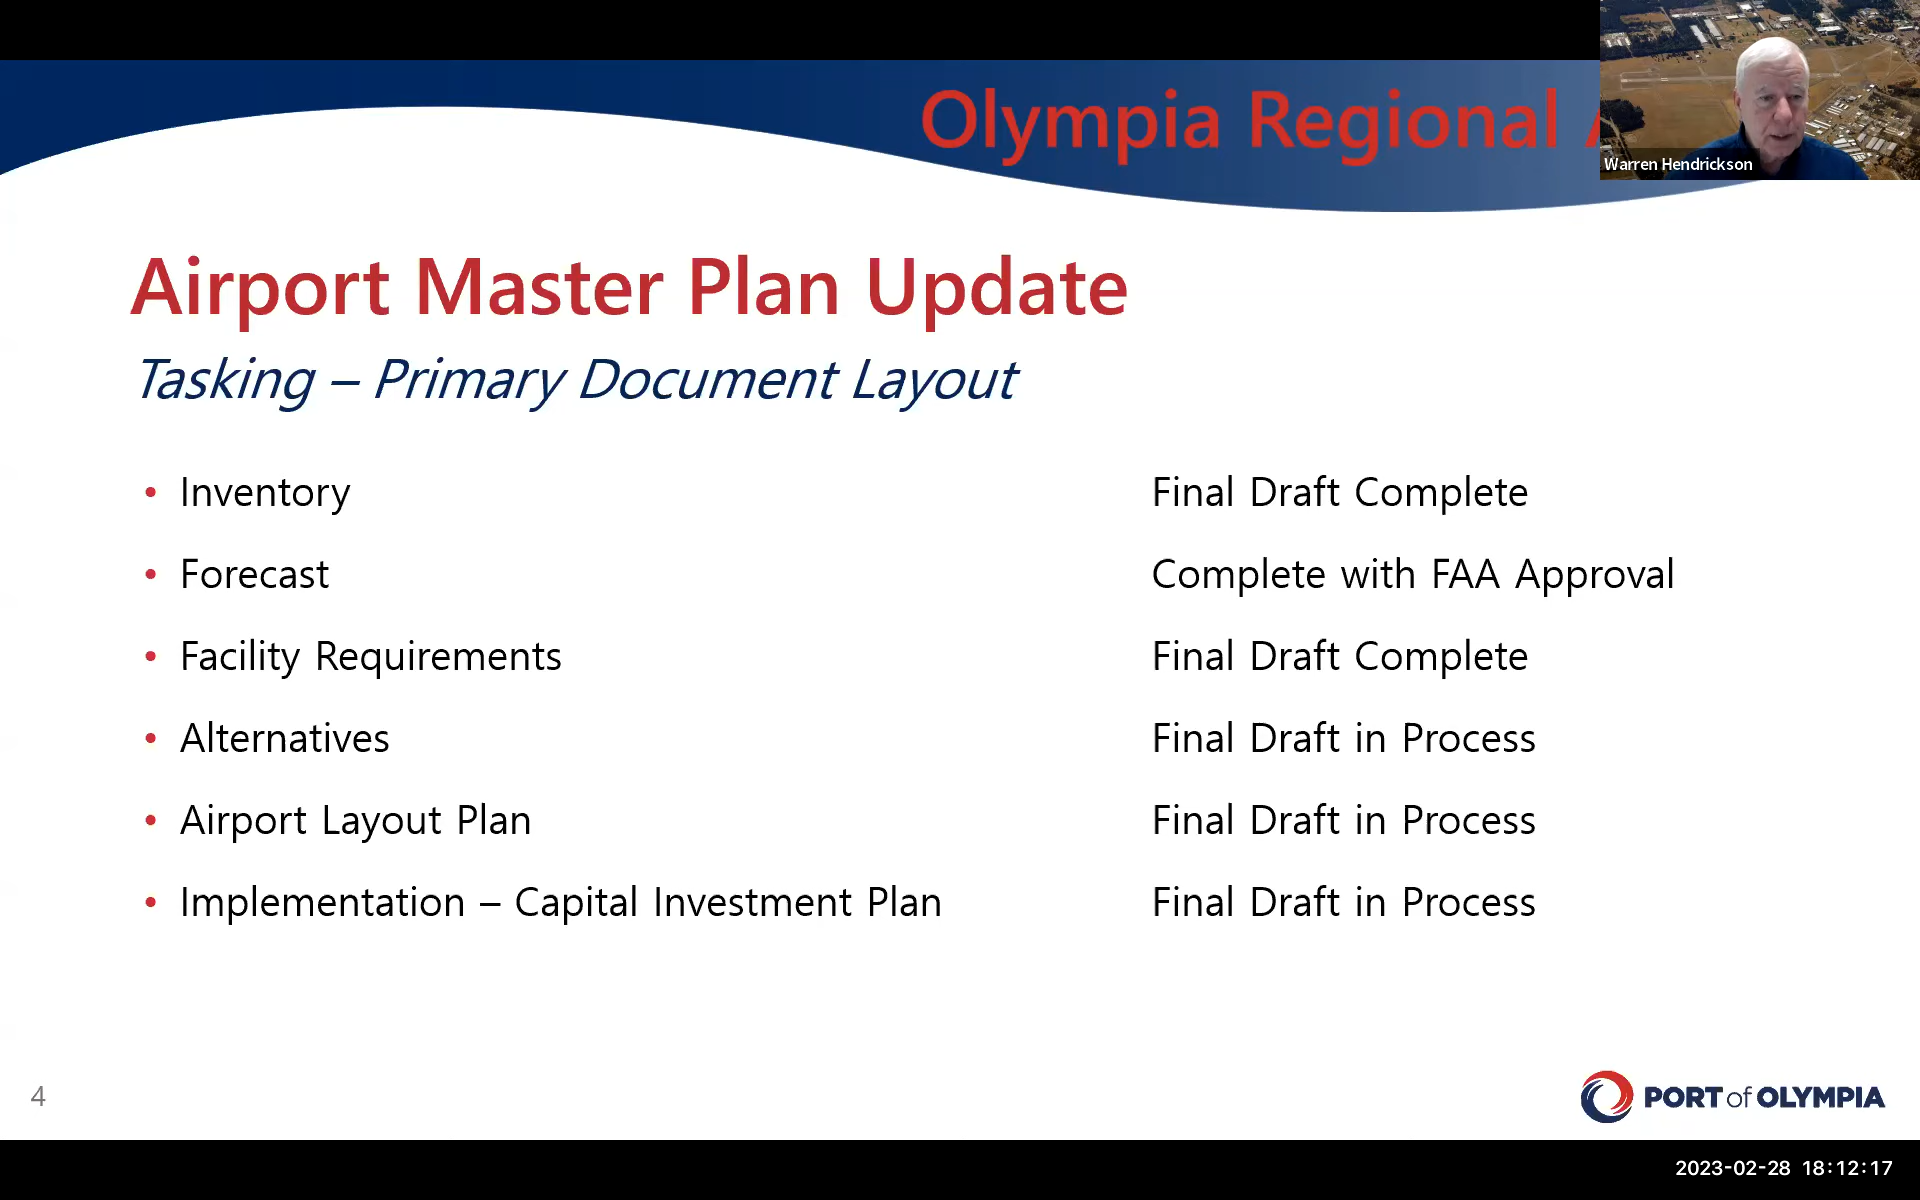 Olympia Regional
Warren Hendrickson
Airport Master Plan Update
Tasking – Primary Document Layout
• Inventory Final Draft Complete
• Forecast Complete with FAA Approval
• Facility Requirements Final Draft Complete
• Alternatives Final Draft in Process
• Airport Layout Plan Final Draft in Process
• Implementation – Capital Investment Plan Final Draft in Process
4
PORT of OLYMPIA
2023-02-28 18:12:17